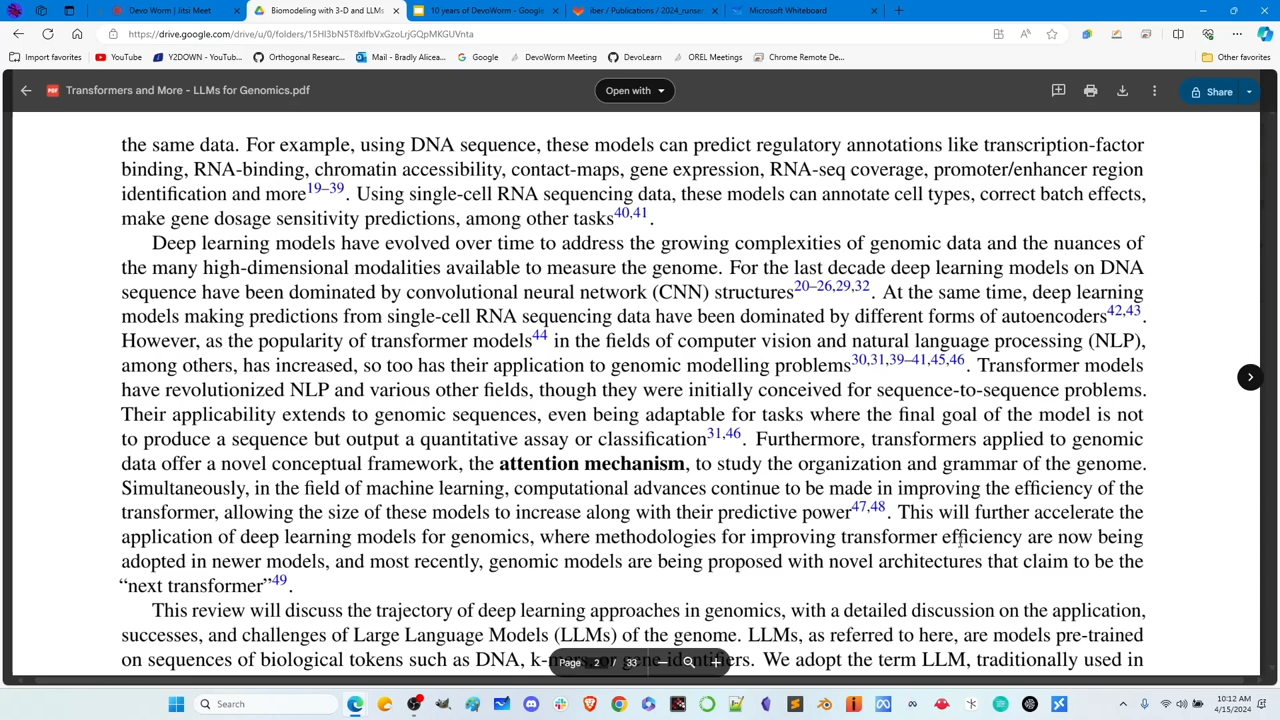 Devo Worm | Jitsi Meet
Biomodeling with 3-D and LLMs
10 years of DevoWorm - Google
iber / Publications / 2024_runser
Microsoft Whiteboard
https://drive.google.com/drive/u/0/folders/15HI3bN5T8xIfbVxGzoLrjGQpMKGUVnta
Import favorites
YouTube
Y2DOWN - YouTub...
Orthogonal Researc...
Mail - Bradly Alicea...
Google
DevoWorm Meeting
DevoLearn
OREL Meetings
Chrome Remote De...
Other favorites
Transformers and More - LLMs for Genomics.pdf
Open with
Share
the same data. For example, using DNA sequence, these models can predict regulatory annotations like transcription-factor
binding, RNA-binding, chromatin accessibility, contact-maps, gene expression, RNA-seq coverage, promoter/enhancer region
identification and more19–39. Using single-cell RNA sequencing data, these models can annotate cell types, correct batch effects,
make gene dosage sensitivity predictions, among other tasks40,41.
Deep learning models have evolved over time to address the growing complexities of genomic data and the nuances of
the many high-dimensional modalities available to measure the genome. For the last decade deep learning models on DNA
sequence have been dominated by convolutional neural network (CNN) structures20–26,29,32. At the same time, deep learning
models making predictions from single-cell RNA sequencing data have been dominated by different forms of autoencoders42,43.
However, as the popularity of transformer models44 in the fields of computer vision and natural language processing (NLP),
among others, has increased, so too has their application to genomic modelling problems30,31,39–41,45,46. Transformer models
have revolutionized NLP and various other fields, though they were initially conceived for sequence-to-sequence problems.
Their applicability extends to genomic sequences, even being adaptable for tasks where the final goal of the model is not
to produce a sequence but output a quantitative assay or classification31,46. Furthermore, transformers applied to genomic
data offer a novel conceptual framework, the attention mechanism, to study the organization and grammar of the genome.
Simultaneously, in the field of machine learning, computational advances continue to be made in improving the efficiency of the
transformer, allowing the size of these models to increase along with their predictive power47,48. This will further accelerate the
application of deep learning models for genomics, where methodologies for improving transformer efficiency are now being
adopted in newer models, and most recently, genomic models are being proposed with novel architectures that claim to be the
“next transformer”49.
This review will discuss the trajectory of deep learning approaches in genomics, with a detailed discussion on the application,
successes, and challenges of Large Language Models (LLMs) of the genome. LLMs, as referred to here, are models pre-trained
on sequences of biological tokens such as DNA, k-mers, or gene identifiers. We adopt the term LLM, traditionally used in
Page 2 / 33
Search
10:12 AM
4/15/2024